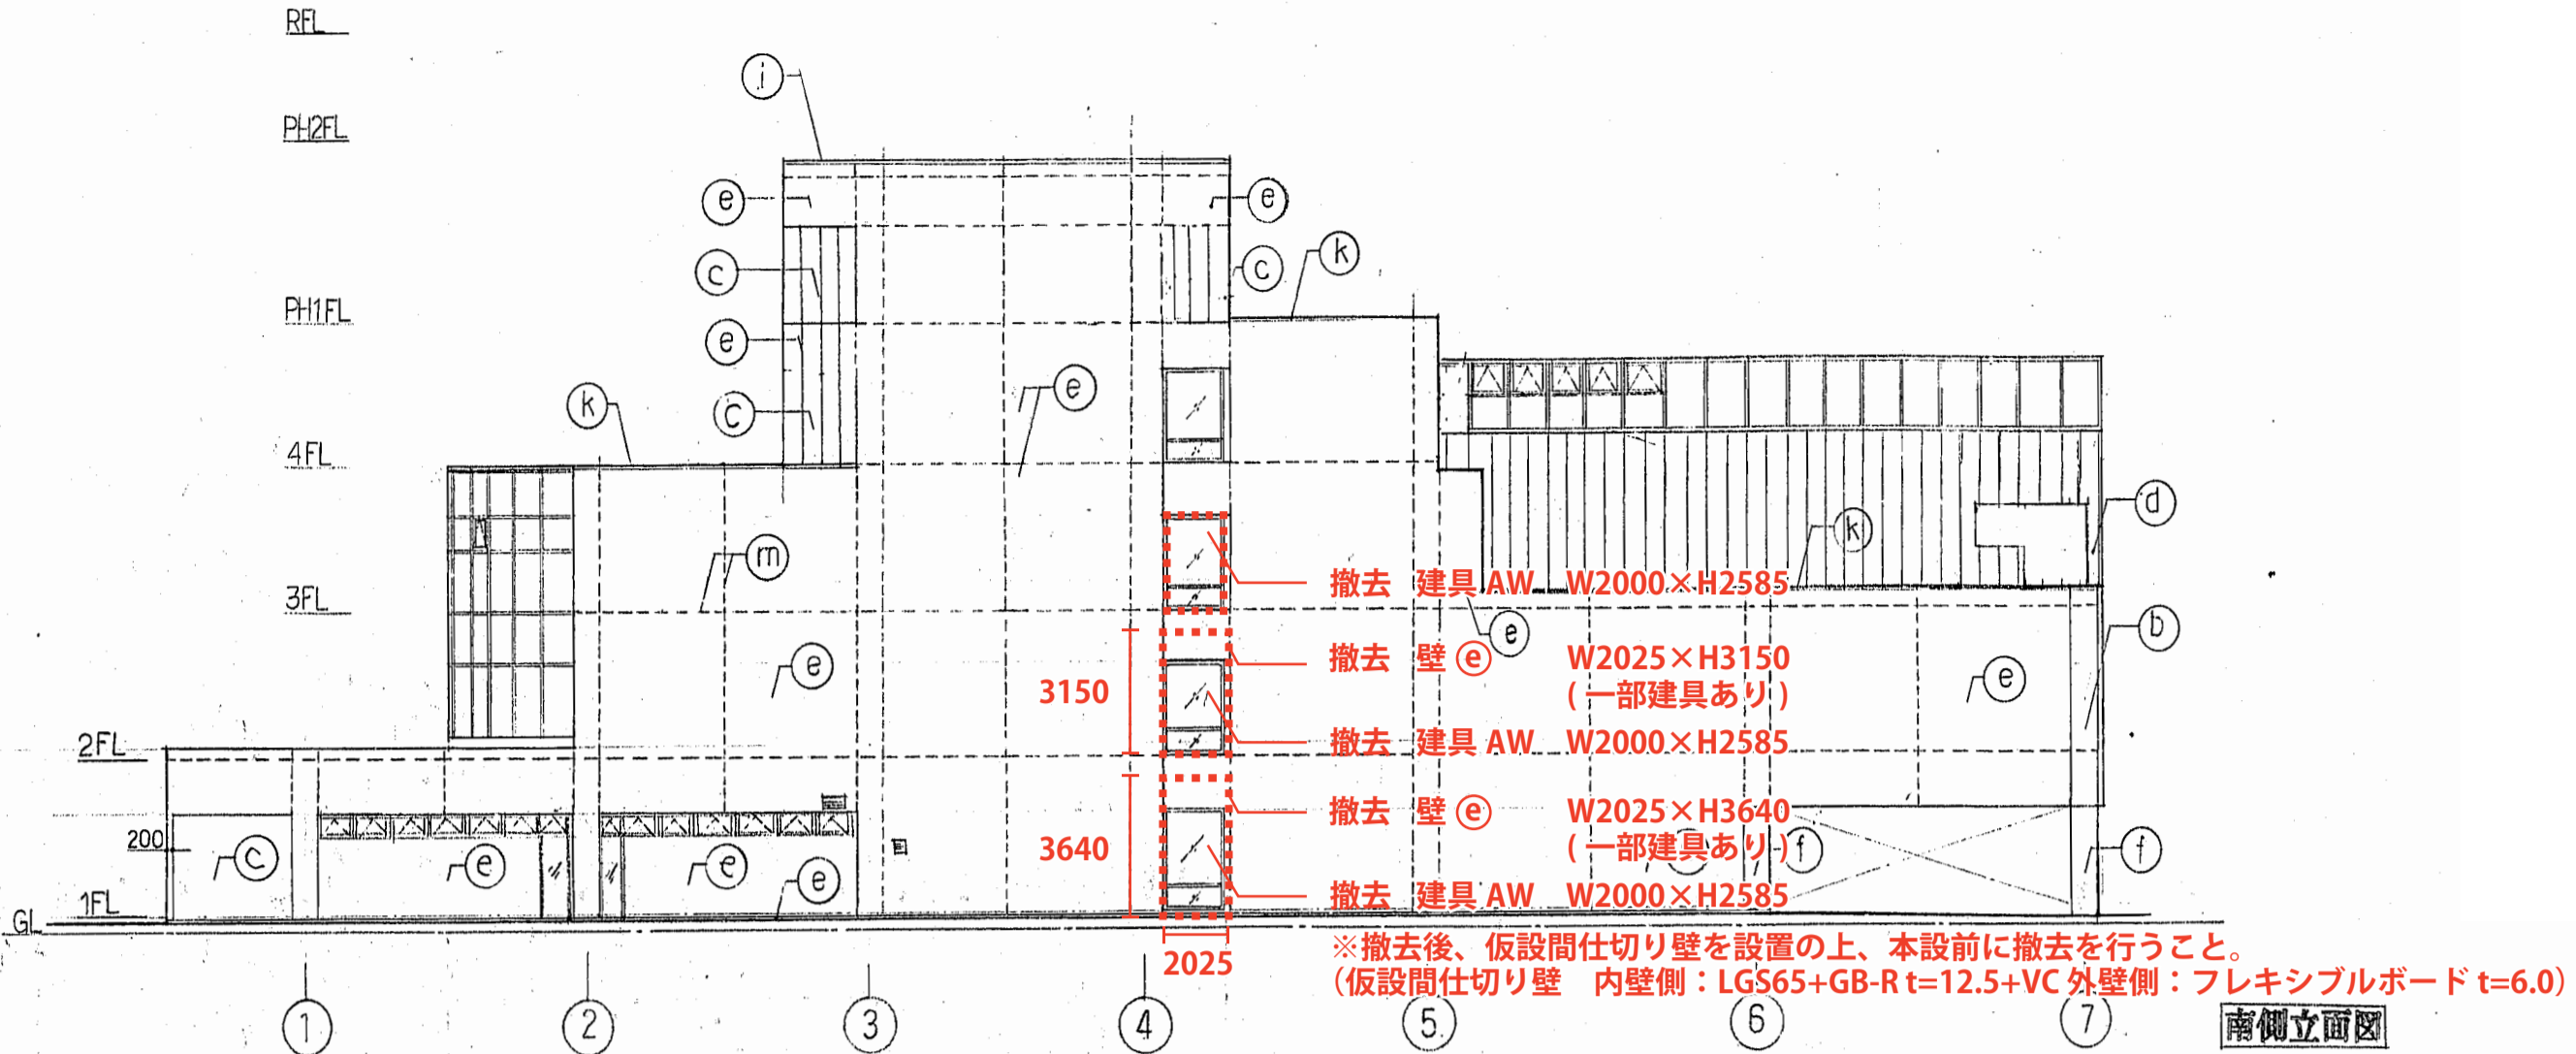 RFL
PH2FL
PH1FL
4FL
3FL
2FL
1FL
GL
200
i
e
e
c
c
k
e
e
k
c
m
d
k
撤去 建具 AW W2000×H2585
e
b
撤去 壁 ⓔ W2025×H3150
(一部建具あり)
e
e
3150
撤去 建具 AW W2000×H2585
撤去 壁 ⓔ W2025×H3640
(一部建具あり)
3640
c
e
e
e
f
f
撤去 建具 AW W2000×H2585
2025
※撤去後、仮設間仕切り壁を設置の上、本設前に撤去を行うこと。
(仮設間仕切り壁 内壁側：LGS65+GB-R t=12.5+VC 外壁側：フレキシブルボード t=6.0)
1
2
3
4
5
6
7
南側立面図